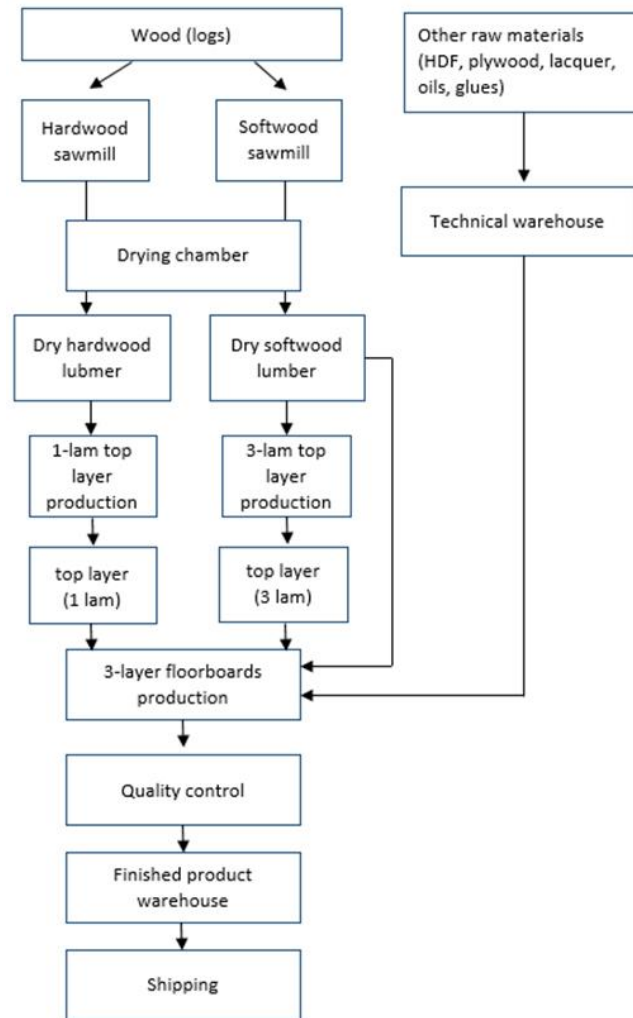 Wood (logs)
Other raw materials
(HDF, plywood, lacquer,
oils, glues)
Hardwood
sawmill
Softwood
sawmill
Technical warehouse
Drying chamber
Dry hardwood
lubmer
Dry softwood
lumber
1-lam top
layer
production
3-lam top
layer
production
top layer
(1 lam)
top layer
(3 lam)
3-layer floorboards
production
Quality control
Finished product
warehouse
Shipping